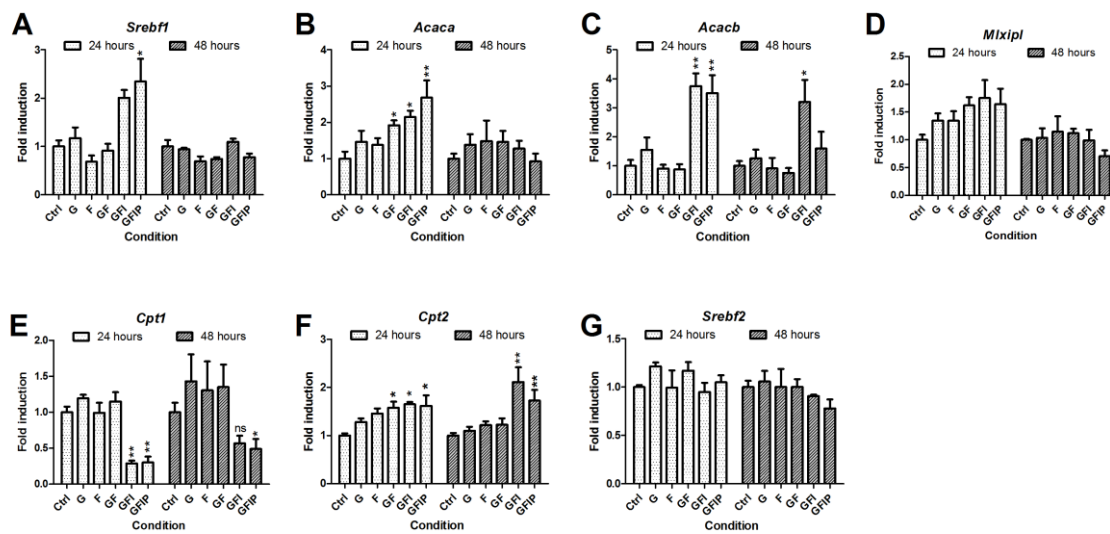 A
Srebf1
24 hours 48 hours
Fold induction
3
2
1
0
*
Ctrl G F GF GFI GFIP Ctrl G F GF GFI GFIP
Condition
B
Acaca
24 hours 48 hours
Fold induction
4
3
2
1
0
* * **
Ctrl G F GF GFI GFIP Ctrl G F GF GFI GFIP
Condition
C
Acacb
24 hours 48 hours
Fold induction
5
4
3
2
1
0
** ** *
Ctrl G F GF GFI GFIP Ctrl G F GF GFI GFIP
Condition
D
Mlxipl
24 hours 48 hours
Fold induction
2.5
2.0
1.5
1.0
0.5
0.0
Ctrl G F GF GFI GFIP Ctrl G F GF GFI GFIP
Condition
E
Cpt1
24 hours 48 hours
Fold induction
2.0
1.5
1.0
0.5
0.0
** ** ns *
Ctrl G F GF GFI GFIP Ctrl G F GF GFI GFIP
Condition
F
Cpt2
24 hours 48 hours
Fold induction
3
2
1
0
* * * ** **
Ctrl G F GF GFI GFIP Ctrl G F GF GFI GFIP
Condition
G
Srebf2
24 hours 48 hours
Fold induction
1.5
1.0
0.5
0.0
Ctrl G F GF GFI GFIP Ctrl G F GF GFI GFIP
Condition